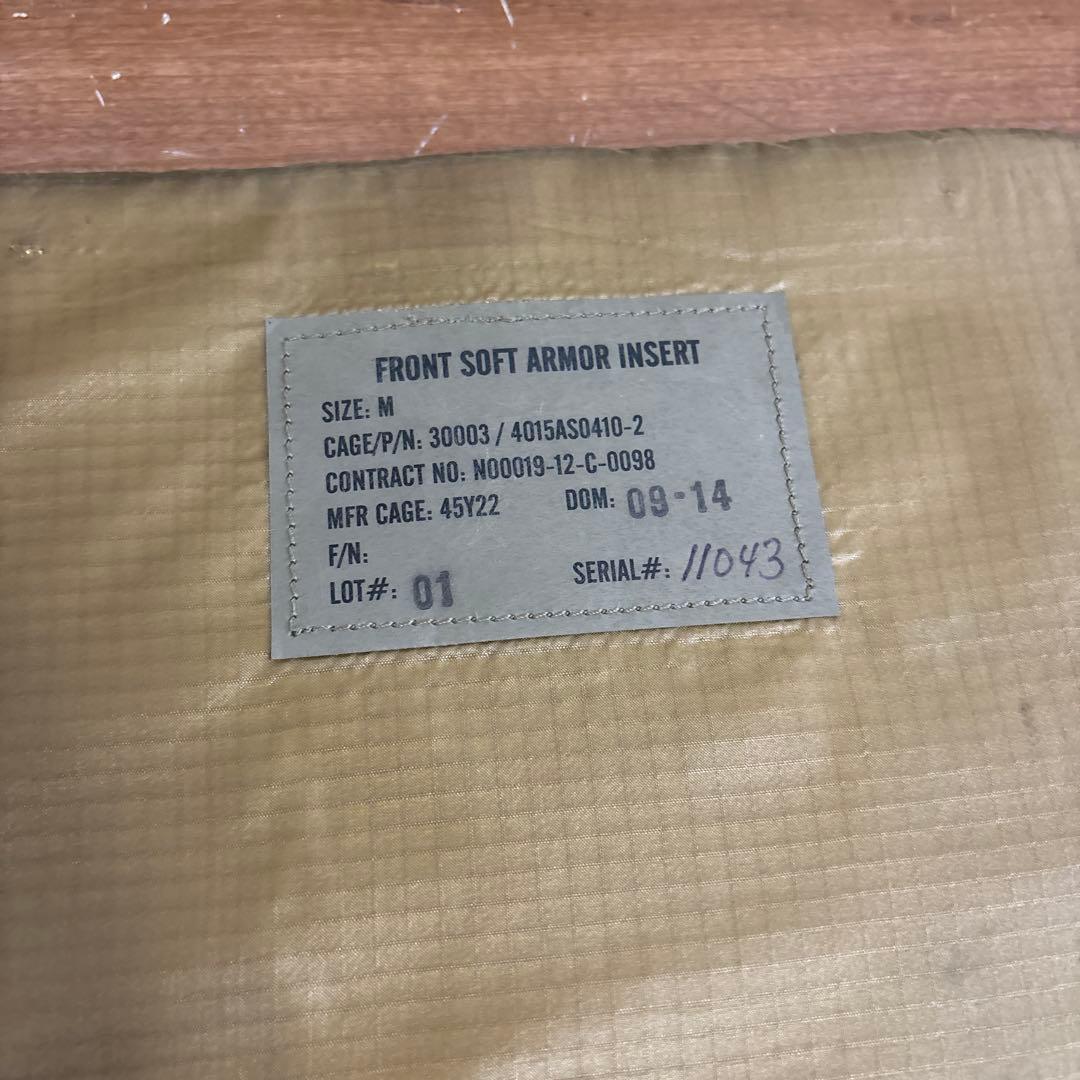 FRONT SOFT ARMOR INSERT
SIZE: M
CAGE/P/N: 30003 / 4015AS0410-2
CONTRACT NO: N00019-12-C-0098
MFR CAGE: 45Y22 DOM: 09-14
F/N:
LOT#: 01 SERIAL#: 11043